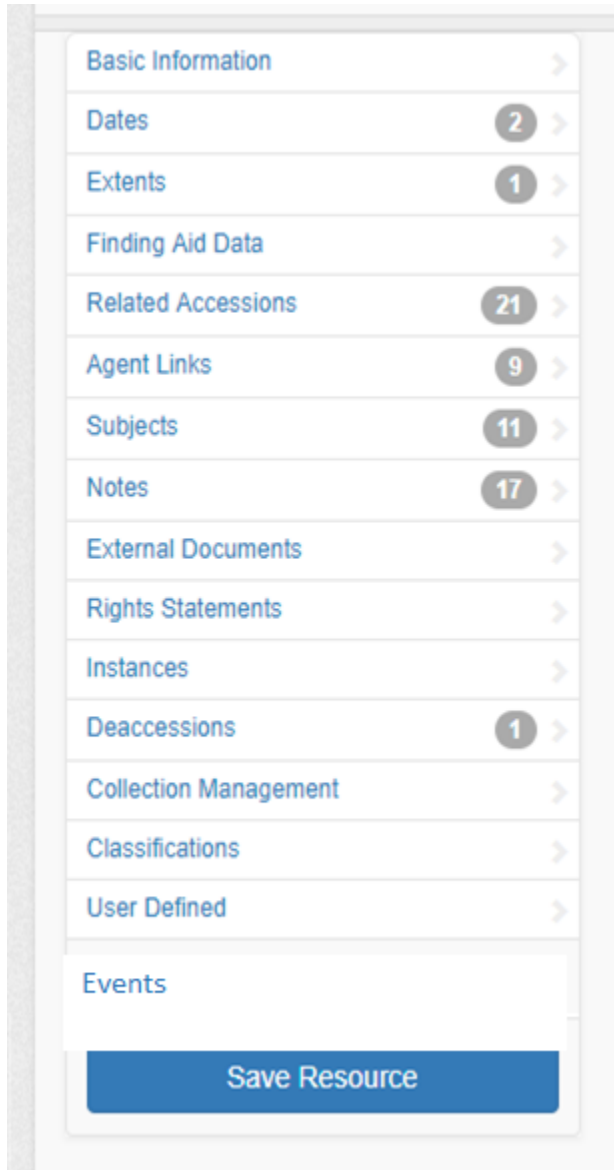 Basic Information
Dates 2
Extents 1
Finding Aid Data
Related Accessions 21
Agent Links 9
Subjects 11
Notes 17
External Documents
Rights Statements
Instances
Deaccessions 1
Collection Management
Classifications
User Defined
Events
Save Resource